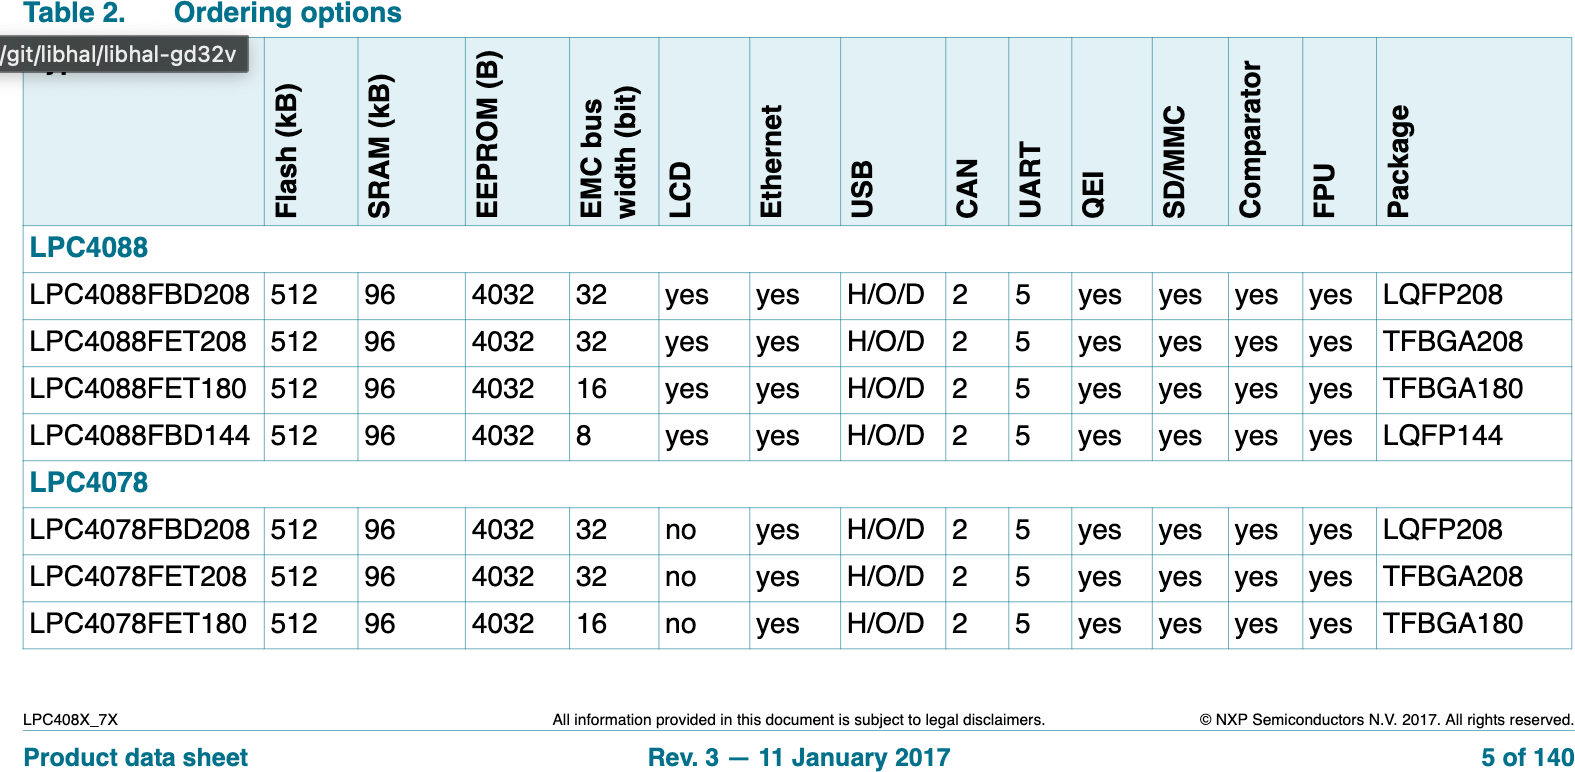 Table 2. Ordering options
/git/libhal/libhal-gd32v
Flash (kB)
SRAM (kB)
EEPROM (B)
EMC bus
width (bit)
LCD
Ethernet
USB
CAN
UART
QEI
SD/MMC
Comparator
FPU
Package
LPC4088
LPC4088FBD208 512 96 4032 32 yes yes H/O/D 2 5 yes yes yes yes LQFP208
LPC4088FET208 512 96 4032 32 yes yes H/O/D 2 5 yes yes yes yes TFBGA208
LPC4088FET180 512 96 4032 16 yes yes H/O/D 2 5 yes yes yes yes TFBGA180
LPC4088FBD144 512 96 4032 8 yes yes H/O/D 2 5 yes yes yes yes LQFP144
LPC4078
LPC4078FBD208 512 96 4032 32 no yes H/O/D 2 5 yes yes yes yes LQFP208
LPC4078FET208 512 96 4032 32 no yes H/O/D 2 5 yes yes yes yes TFBGA208
LPC4078FET180 512 96 4032 16 no yes H/O/D 2 5 yes yes yes yes TFBGA180
LPC408X_7X All information provided in this document is subject to legal disclaimers. © NXP Semiconductors N.V. 2017. All rights reserved.
Product data sheet Rev. 3 — 11 January 2017 5 of 140